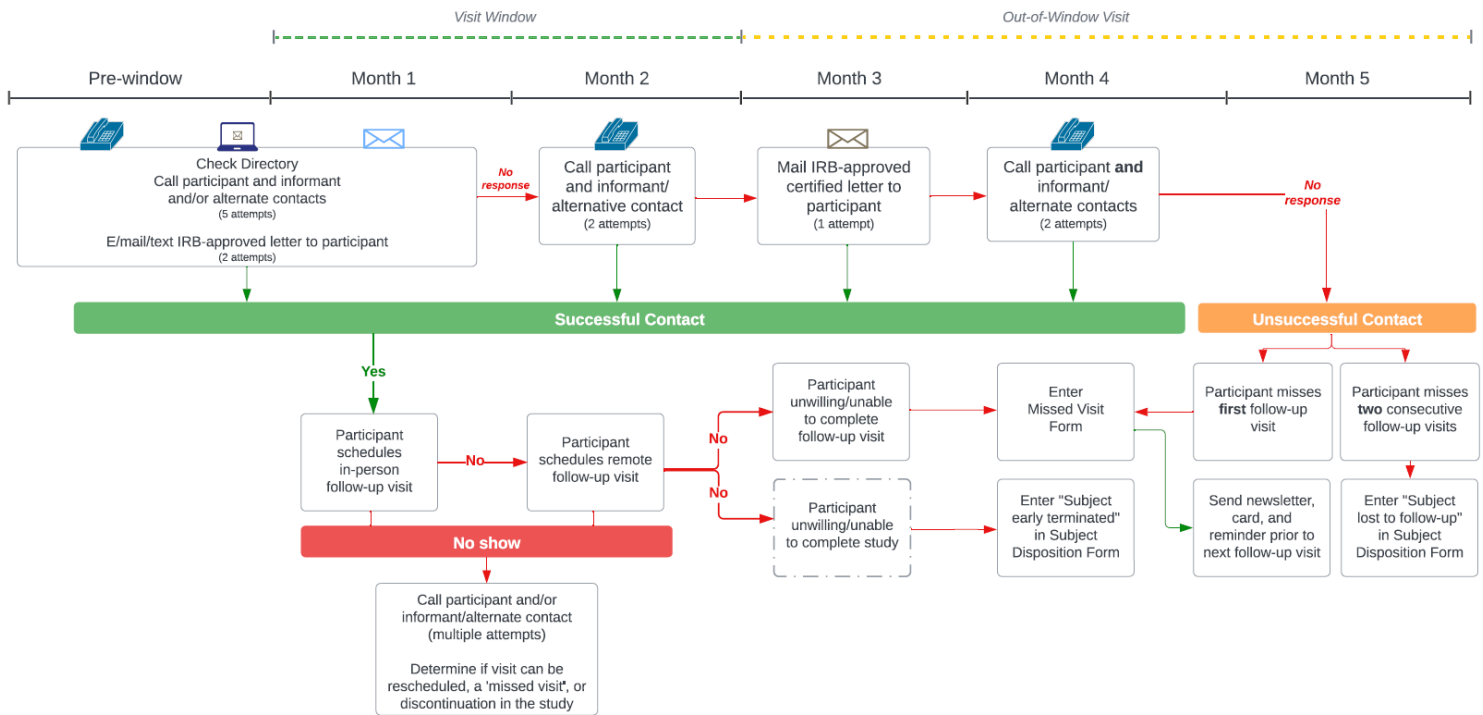 Visit Window
Out-of-Window Visit
Pre-window
Month 1
Month 2
Month 3
Month 4
Month 5
Check Directory
Call participant and informant
and/or alternate contacts
(5 attempts)
E/mail/text IRB-approved letter to participant
(2 attempts)
No
response
Call participant
and informant/
alternative contact
(2 attempts)
Mail IRB-approved
certified letter to
participant
(1 attempt)
Call participant and
informant/
alternate contacts
(2 attempts)
No
response
Successful Contact
Unsuccessful Contact
Yes
Participant
schedules
in-person
follow-up visit
No
Participant
schedules remote
follow-up visit
No
No
Participant
unwilling/unable
to complete
follow-up visit
Enter
Missed Visit
Form
Participant misses
first follow-up
visit
Participant misses
two consecutive
follow-up visits
Participant
unwilling/unable
to complete study
Enter "Subject
early terminated"
in Subject
Disposition Form
Send newsletter,
card, and
reminder prior to
next follow-up visit
Enter "Subject
lost to follow-up"
in Subject
Disposition Form
No show
Call participant and/or
informant/alternate contact
(multiple attempts)
Determine if visit can be
rescheduled, a 'missed visit', or
discontinuation in the study